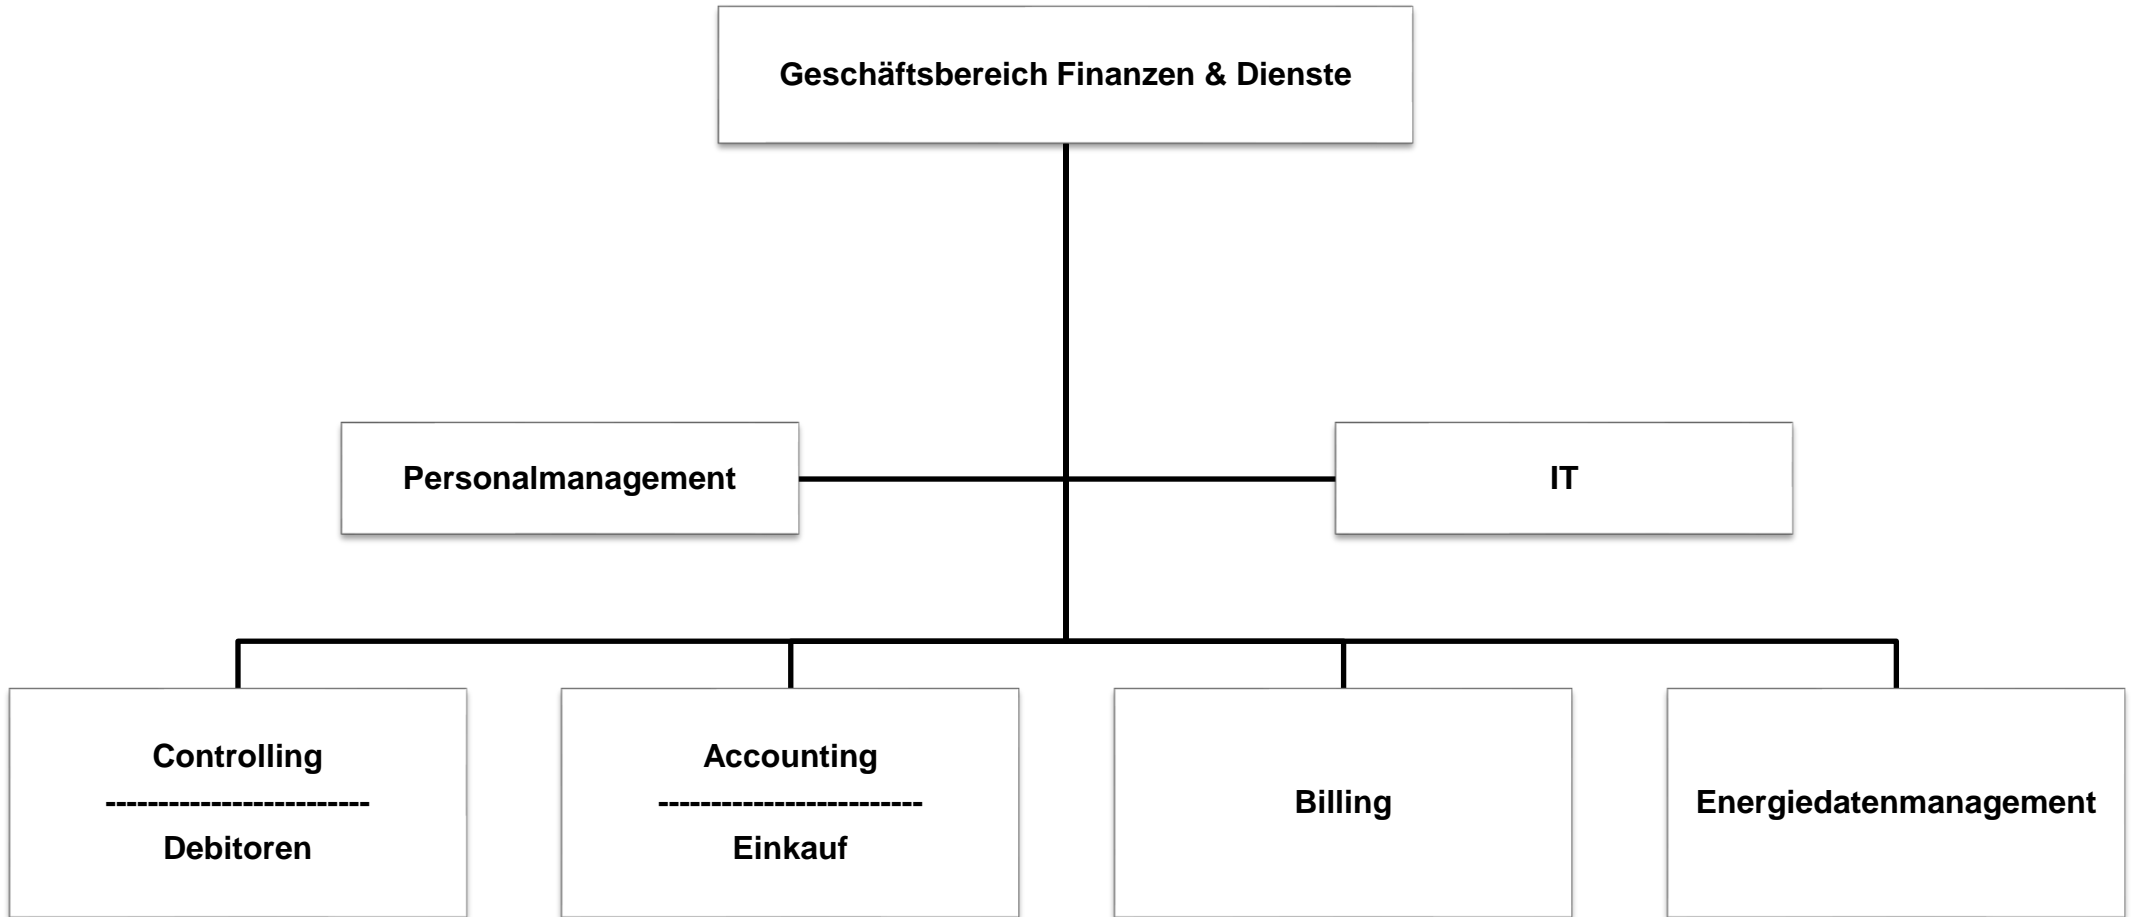 Geschäftsbereich Finanzen & Dienste
Personalmanagement
IT
Controlling
-------------------------
Debitoren
Accounting
-------------------------
Einkauf
Billing
Energiedatenmanagement